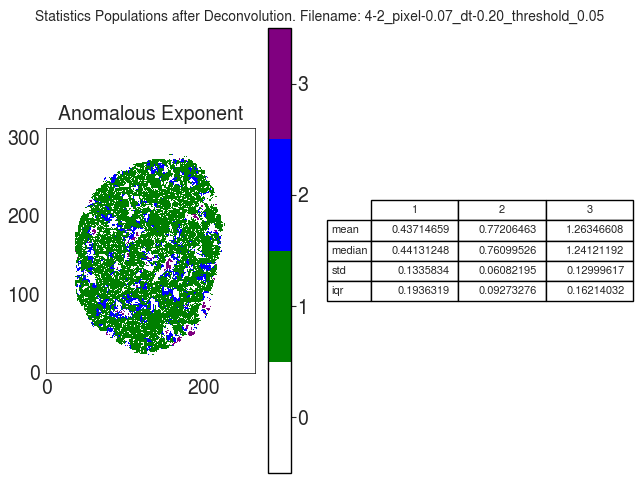 Statistics Populations after Deconvolution. Filename: 4-2_pixel-0.07_dt-0.20_threshold_0.05
Anomalous Exponent
300
200
100
0
0 200
3
2
1
0
1 2 3
mean 0.43714659 0.77206463 1.26346608
median 0.44131248 0.76099526 1.24121192
std 0.1335834 0.06082195 0.12999617
iqr 0.1936319 0.09273276 0.16214032